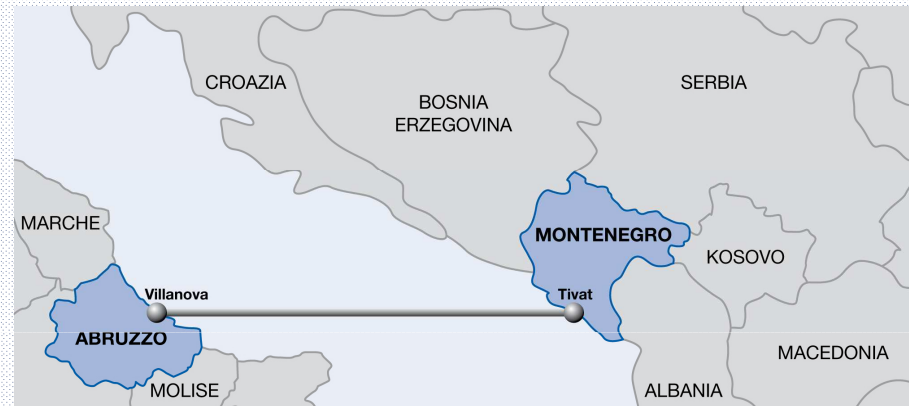 CROAZIA
BOSNIA
ERZEGOVINA
SERBIA
MARCHE
MONTENEGRO
KOSOVO
Villanova
Tivat
ABRUZZO
MACEDONIA
MOLISE
ALBANIA